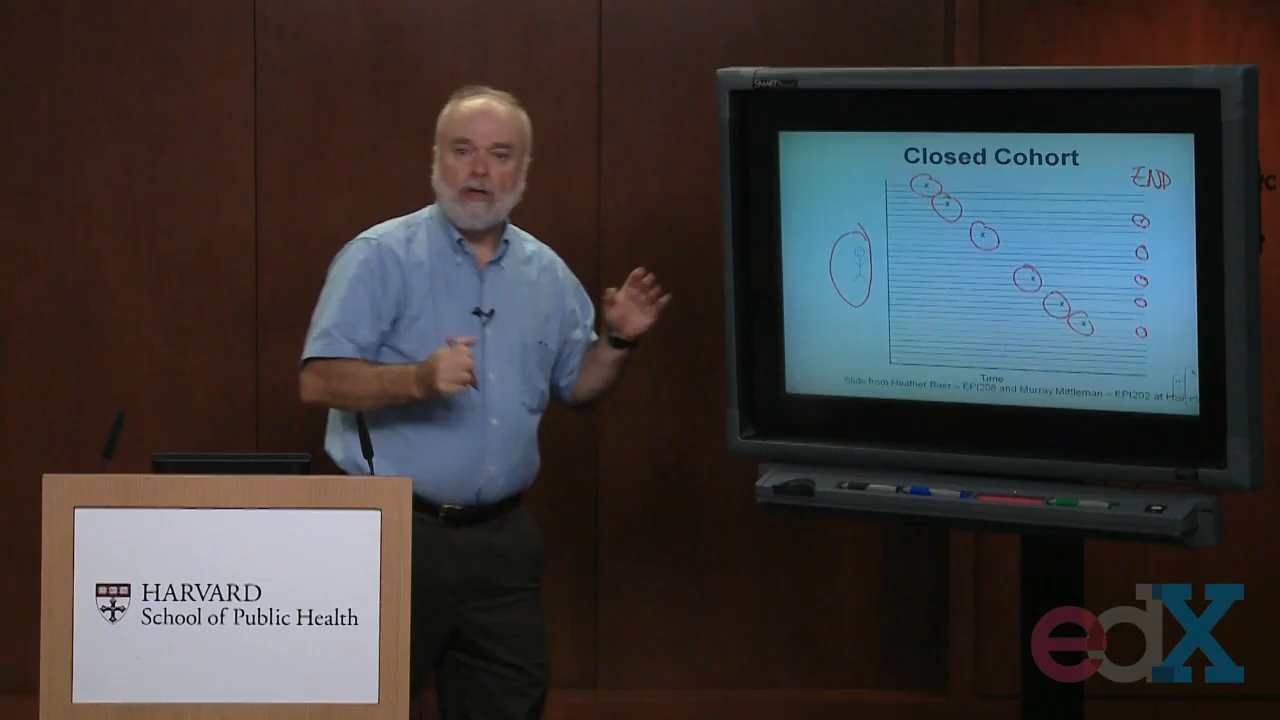 SMART
Closed Cohort
END
Time
Slide from Heather Baer – EPI208 and Murray Mittleman – EPI202 at
HARVARD
School of Public Health
edX